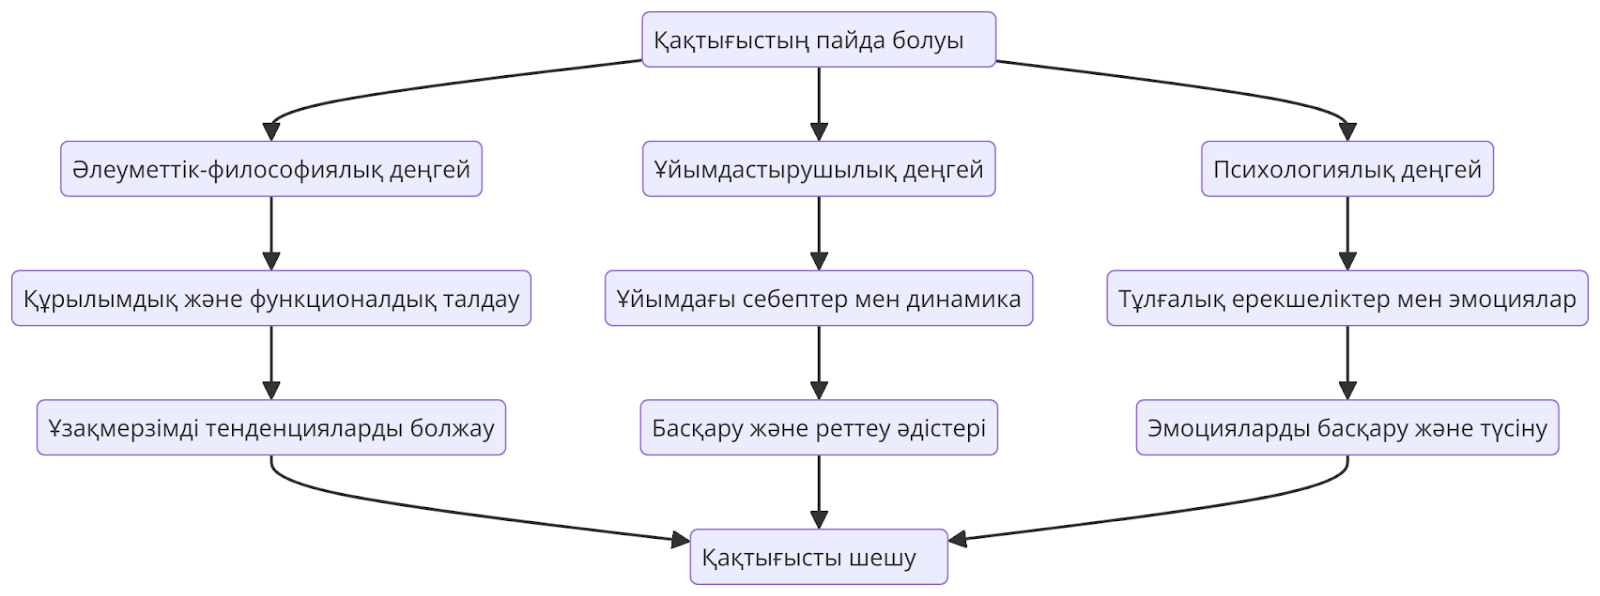 Қақтығыстың пайда болуы
Әлеуметтік-философиялық деңгей
Ұйымдастырушылық деңгей
Психологиялық деңгей
Құрылымдық және функционалдық талдау
Ұйымдағы себептер мен динамика
Тұлғалық ерекшеліктер мен эмоциялар
Ұзақмерзімді тенденцияларды болжау
Басқару және реттеу әдістері
Эмоцияларды басқару және түсіну
Қақтығысты шешу